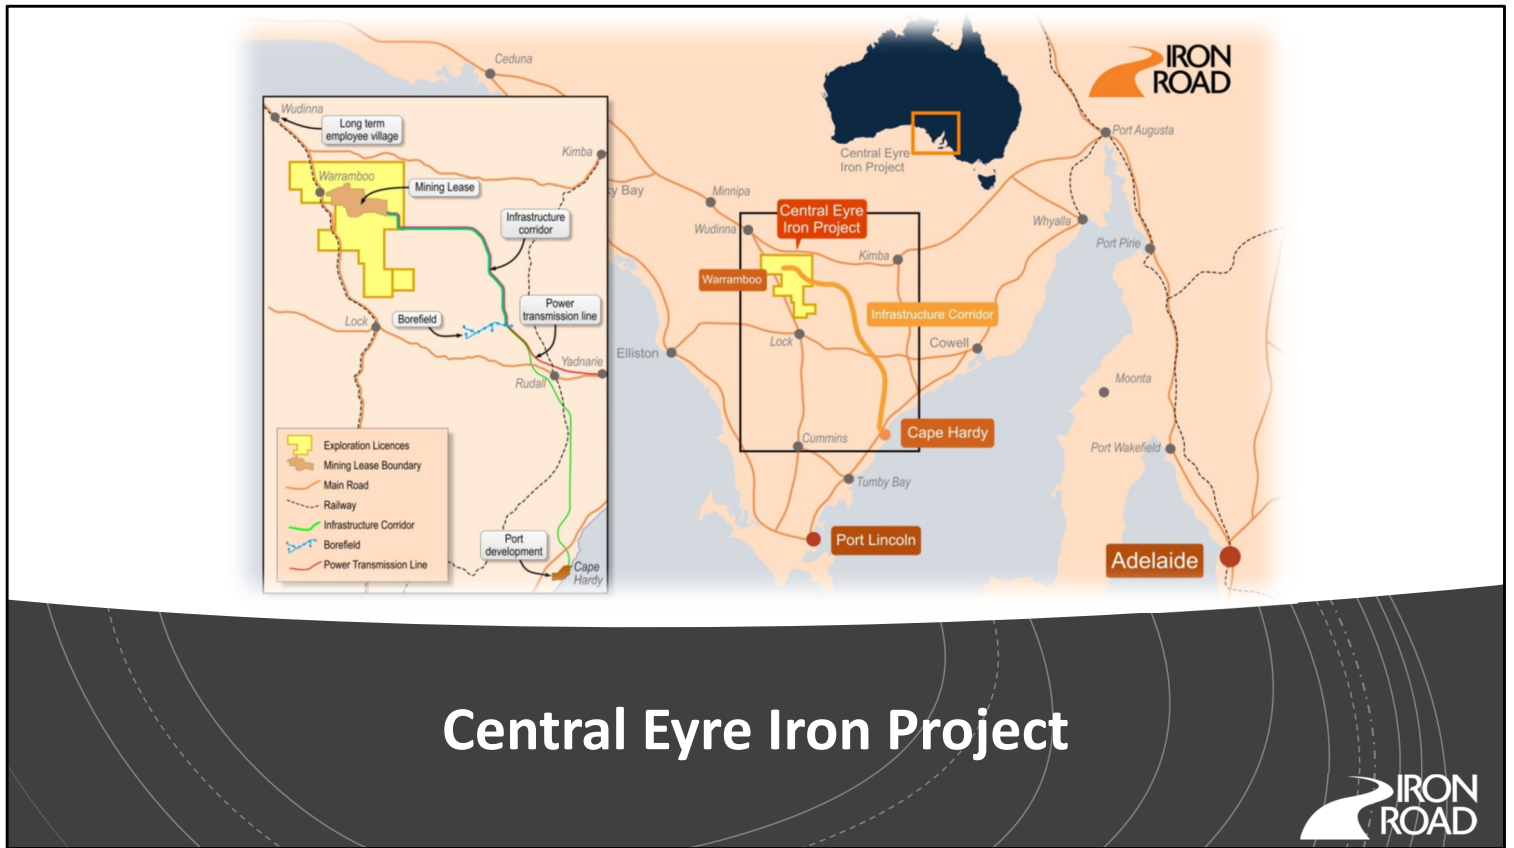 Ceduna
IRON
ROAD
Wudinna
Long term
employee village
Kimba
Warramboo
Mining Lease
Infrastructure
corridor
Power
transmission line
Borefield
Lock
Yadnarie
Rudall
Exploration Licences
Mining Lease Boundary
Main Road
Railway
Infrastructure Corridor
Borefield
Power Transmission Line
Port
development
Cape
Hardy
Central Eyre
Iron Project
Port Augusta
ky Bay
Minnipa
Central Eyre
Iron Project
Wudinna
Whyalla
Port Pirie
Kimba
Warramboo
Infrastructure Corridor
Lock
Cowell
Elliston
Moonta
Cape Hardy
Cummins
Port Wakefield
Tumby Bay
Port Lincoln
Adelaide
Central Eyre Iron Project
IRON
ROAD